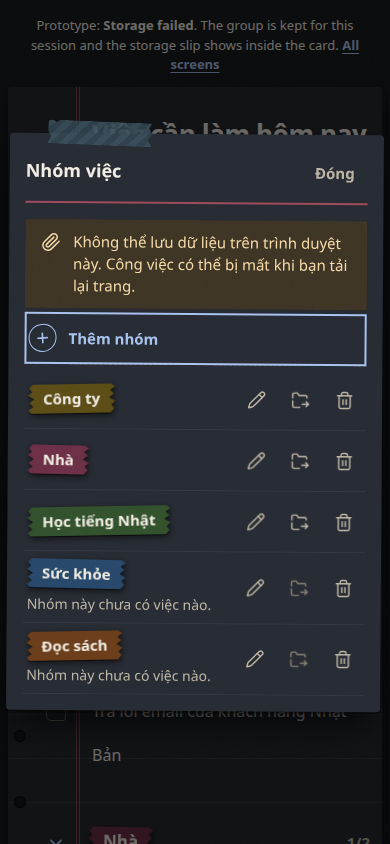 Prototype: Storage failed. The group is kept for this
session and the storage slip shows inside the card. All
screens
Việc cần làm hôm nay
Nhóm việc
Đóng
Không thể lưu dữ liệu trên trình duyệt
này. Công việc có thể bị mất khi bạn tải
lại trang.
Thêm nhóm
Công ty
Nhà
Học tiếng Nhật
Sức khỏe
Nhóm này chưa có việc nào.
Đọc sách
Nhóm này chưa có việc nào.
Trả lời email của khách hàng Nhật
Bản
Nhà
1/3